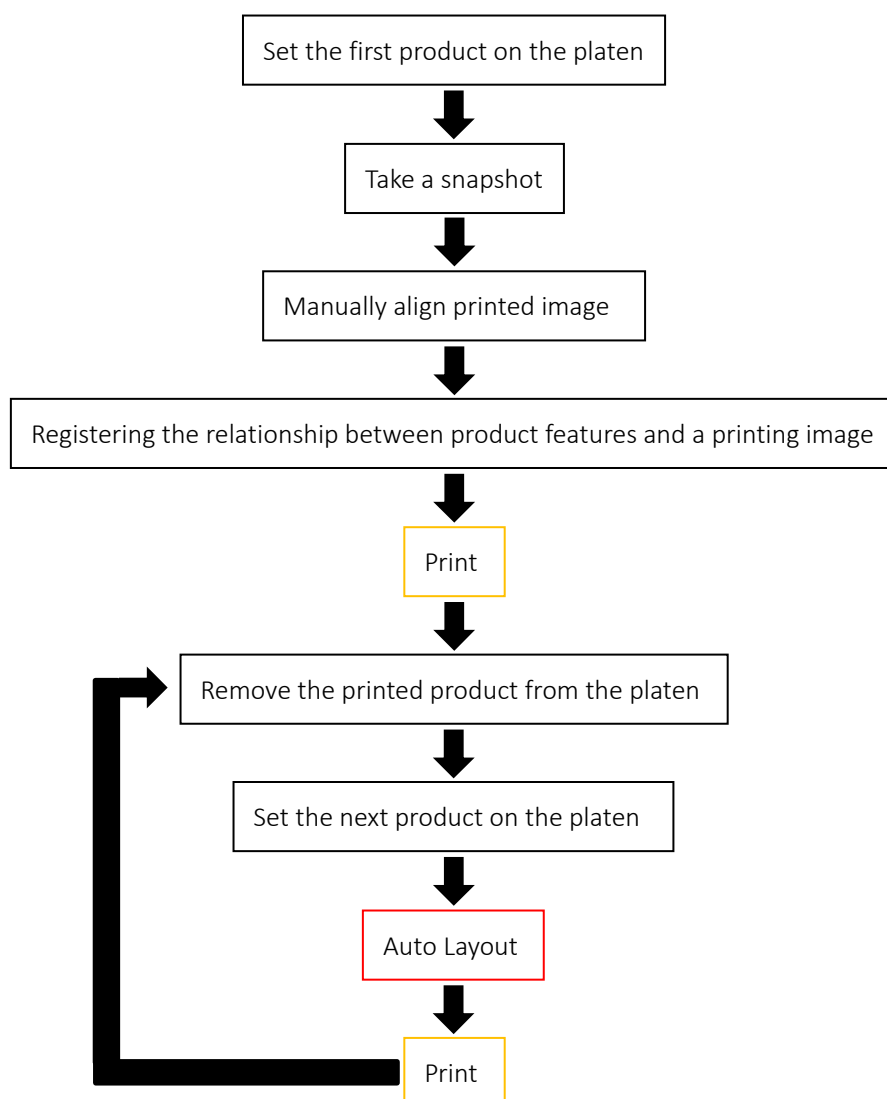 Set the first product on the platen
Take a snapshot
Manually align printed image
Registering the relationship between product features and a printing image
Print
Remove the printed product from the platen
Set the next product on the platen
Auto Layout
Print